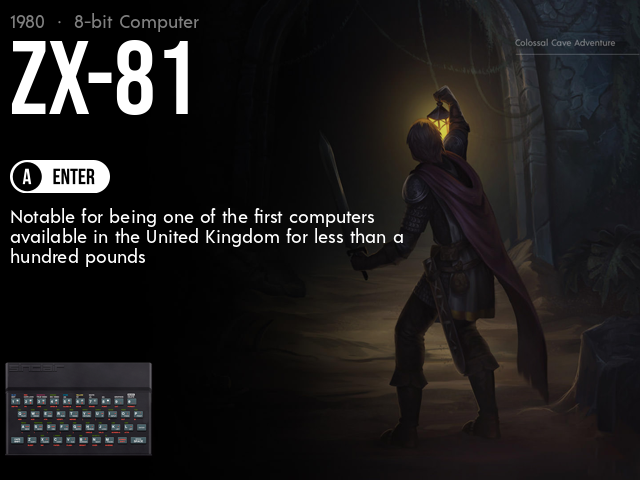 1980 · 8-bit Computer
ZX-81
Colossal Cave Adventure
A ENTER
Notable for being one of the first computers
available in the United Kingdom for less than a
hundred pounds